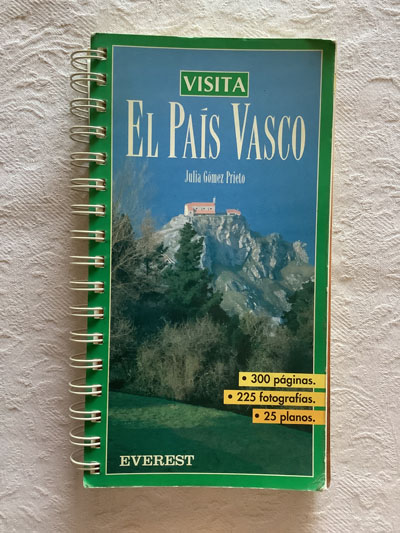 VISITA
EL PAÍS VASCO
Julia Gómez Prieto
• 300 páginas.
• 225 fotografías.
• 25 planos.
EVEREST